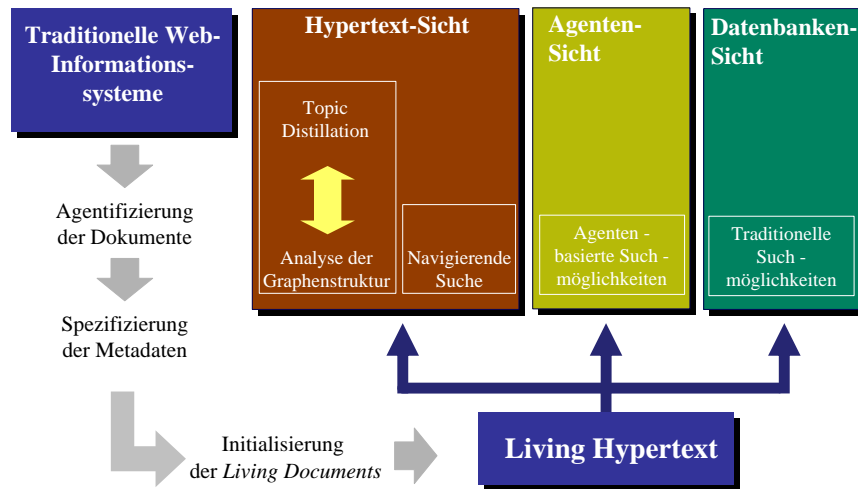 Traditionelle Web-
Informations-
systeme
Agentifizierung
der Dokumente
Spezifizierung
der Metadaten
Initialisierung
der Living Documents
Hypertext-Sicht
Topic
Distillation
Analyse der
Graphenstruktur
Navigierende
Suche
Agenten-
Sicht
Agenten -
basierte Such -
möglichkeiten
Datenbanken-
Sicht
Traditionelle
Such -
möglichkeiten
Living Hypertext